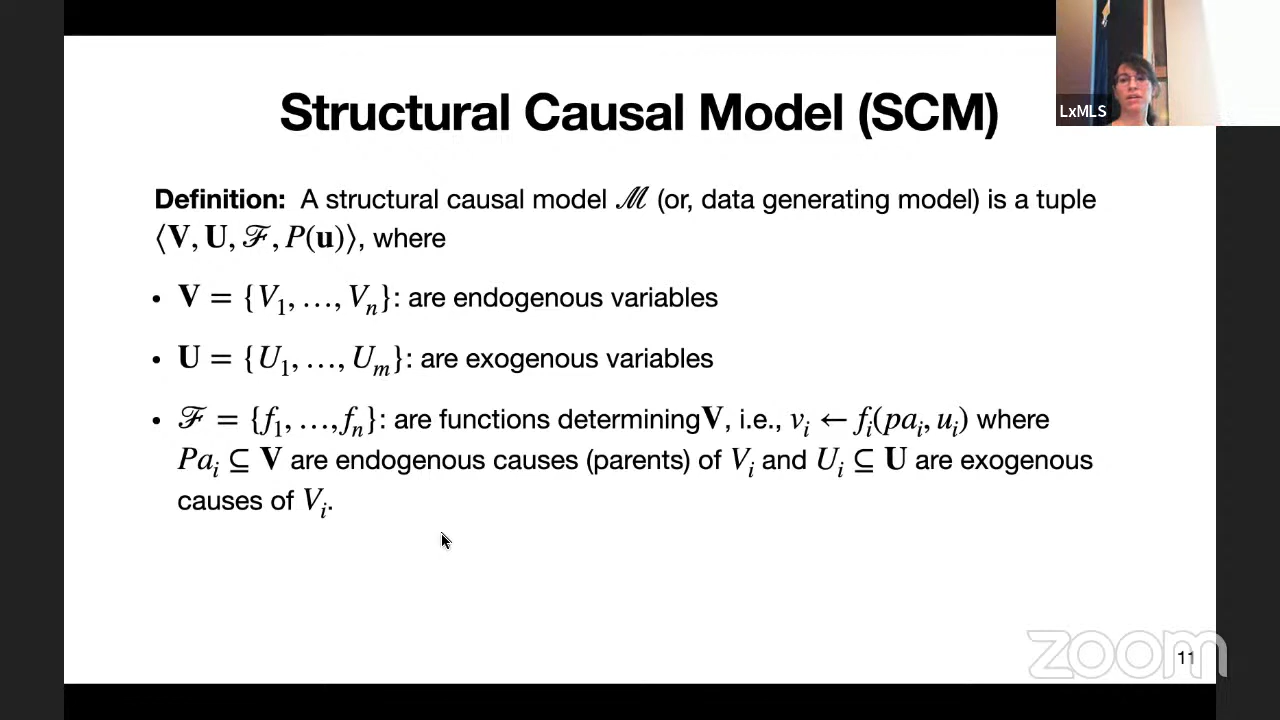 Structural Causal Model (SCM)
LxMLS
Definition: A structural causal model ℳ (or, data generating model) is a tuple
⟨V, U, ℱ, P(u)⟩, where
• V = {V₁, …, Vₙ}: are endogenous variables
• U = {U₁, …, Uₘ}: are exogenous variables
• ℱ = {f₁, …, fₙ}: are functions determiningV, i.e., vᵢ ← fᵢ(paᵢ, uᵢ) where
Paᵢ ⊆ V are endogenous causes (parents) of Vᵢ and Uᵢ ⊆ U are exogenous
causes of Vᵢ.
zoom
11